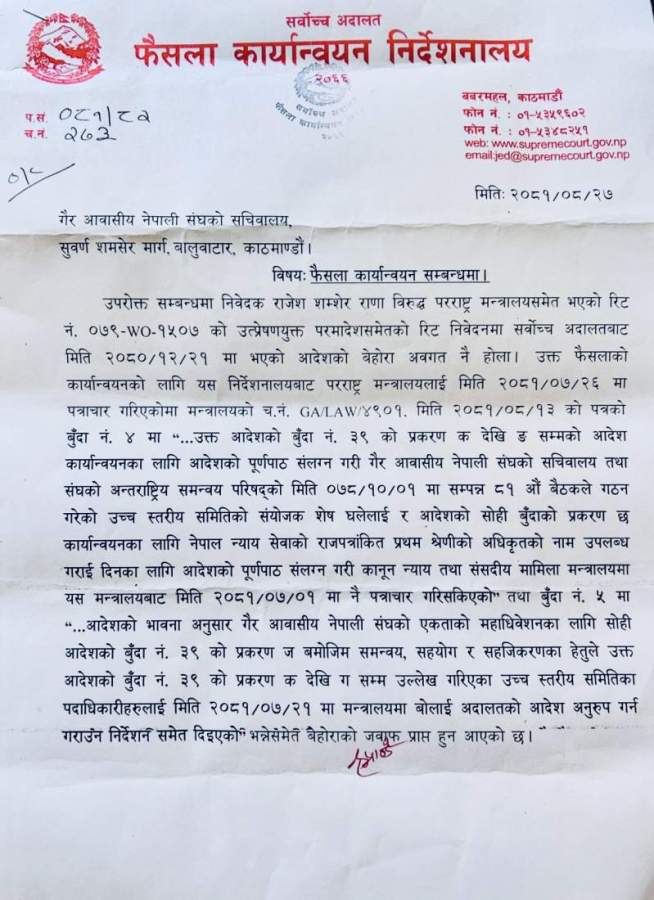 सर्वोच्च अदालत
फैसला कार्यान्वयन निर्देशनालय
२०६६
बबरमहल, काठमाडौं
फोन नं. : ०१-५३५९६०२
फोन नं. : ०१-५३४८२५१
web: www.supremecourt.gov.np
email:jed@supremecourt.gov.np
प.सं. ०८१/८२
च.नं. २७३
मितिः २०८१/०८/२७
गैर आवासीय नेपाली संघको सचिवालय,
सुवर्ण शमसेर मार्ग, बालुवाटार, काठमाण्डौं।
विषयः फैसला कार्यान्वयन सम्बन्धमा।
उपरोक्त सम्बन्धमा निवेदक राजेश शम्शेर राणा विरुद्ध परराष्ट्र मन्त्रालयसमेत भएको रिट
नं. ०७९-WO-१५०७ को उत्प्रेषणयुक्त परमादेशसमेतको रिट निवेदनमा सर्वोच्च अदालतबाट
मिति २०८०/१२/२१ मा भएको आदेशको बेहोरा अवगत नै होला। उक्त फैसलाको
कार्यान्वयनको लागि यस निर्देशनालयबाट परराष्ट्र मन्त्रालयलाई मिति २०८१/०७/२६ मा
पत्राचार गरिएकोमा मन्त्रालयको च.नं. GA/LAW/४९०१, मिति २०८१/०८/१३ को पत्रको
बुँदा नं. ४ मा “...उक्त आदेशको बुँदा नं. ३९ को प्रकरण क देखि ङ सम्मको आदेश
कार्यान्वयनका लागि आदेशको पूर्णपाठ संलग्न गरी गैर आवासीय नेपाली संघको सचिवालय तथा
संघको अन्तराष्ट्रिय समन्वय परिषद्को मिति ०७८/१०/०१ मा सम्पन्न ८१ औं बैठकले गठन
गरेको उच्च स्तरीय समितिको संयोजक शेष घलेलाई र आदेशको सोही बुँदाको प्रकरण छ
कार्यान्वयनका लागि नेपाल न्याय सेवाको राजपत्रांकित प्रथम श्रेणीको अधिकृतको नाम उपलब्ध
गराई दिनका लागि आदेशको पूर्णपाठ संलग्न गरी कानून न्याय तथा संसदीय मामिला मन्त्रालयमा
यस मन्त्रालयबाट मिति २०८१/०७/०१ मा नै पत्राचार गरिसकिएको” तथा बुँदा नं. ५ मा
“...आदेशको भावना अनुसार गैर आवासीय नेपाली संघको एकताको महाधिवेशनका लागि सोही
आदेशको बुँदा नं. ३९ को प्रकरण ज बमोजिम समन्वय, सहयोग र सहजिकरणका हेतुले उक्त
आदेशको बुँदा नं. ३९ को प्रकरण क देखि ग सम्म उल्लेख गरिएका उच्च स्तरीय समितिका
पदाधिकारीहरुलाई मिति २०८१/०७/२१ मा मन्त्रालयमा बोलाई अदालतको आदेश अनुरुप गर्न
गराउन निर्देशन समेत दिइएको” भन्नेसमेत बेहोराको जवाफ प्राप्त हुन आएको छ।